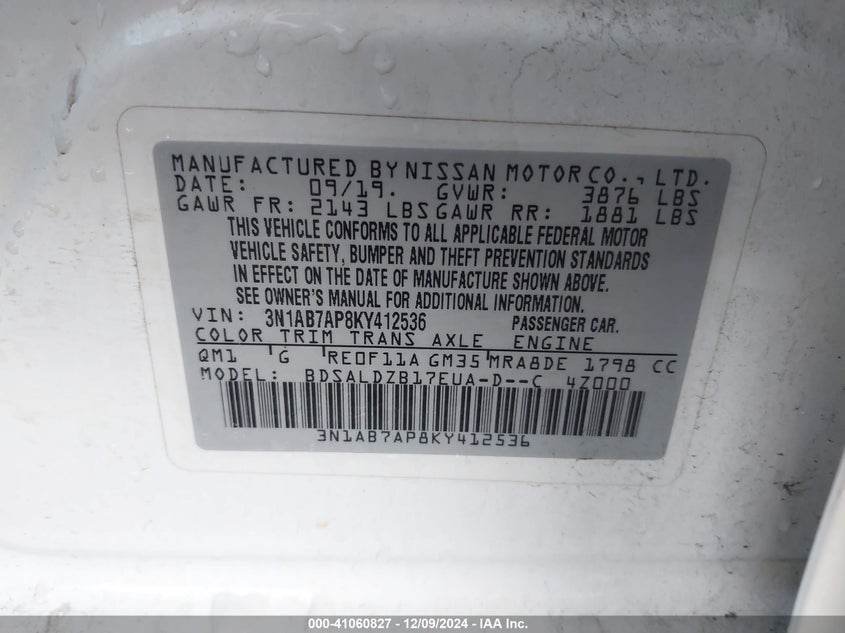 MANUFACTURED BY NISSAN MOTOR CO., LTD.
DATE: 09/19. GVWR: 3876 LBS
GAWR FR: 2143 LBS GAWR RR: 1881 LBS
THIS VEHICLE CONFORMS TO ALL APPLICABLE FEDERAL MOTOR
VEHICLE SAFETY, BUMPER AND THEFT PREVENTION STANDARDS
IN EFFECT ON THE DATE OF MANUFACTURE SHOWN ABOVE.
SEE OWNER'S MANUAL FOR ADDITIONAL INFORMATION.
VIN: 3N1AB7AP8KY412536 PASSENGER CAR.
COLOR TRIM TRANS AXLE ENGINE
QM1 G RE0F11A GM35 MRA8DE 1798 CC
MODEL: BDSALDZB17EUA-D--C 4Z000
3N1AB7AP8KY412536
000-41060827 - 12/09/2024 - IAA Inc.